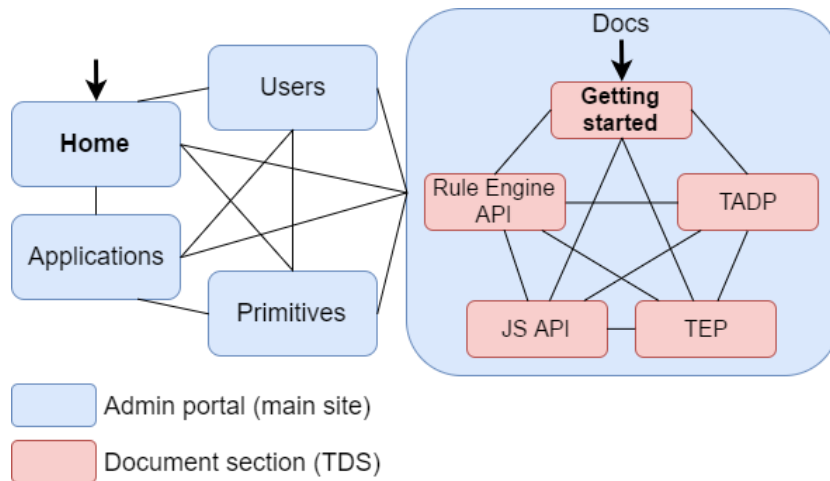 Docs
Users
Getting
started
Home
Rule Engine
API
TADP
Applications
Primitives
JS API
TEP
Admin portal (main site)
Document section (TDS)